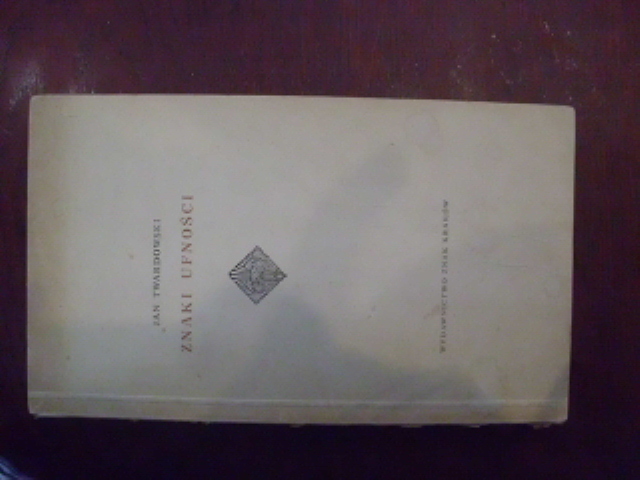 JAN TWARDOWSKI
ZNAKI UFNOŚCI
WYDAWNICTWO ZNAK KRAKÓW